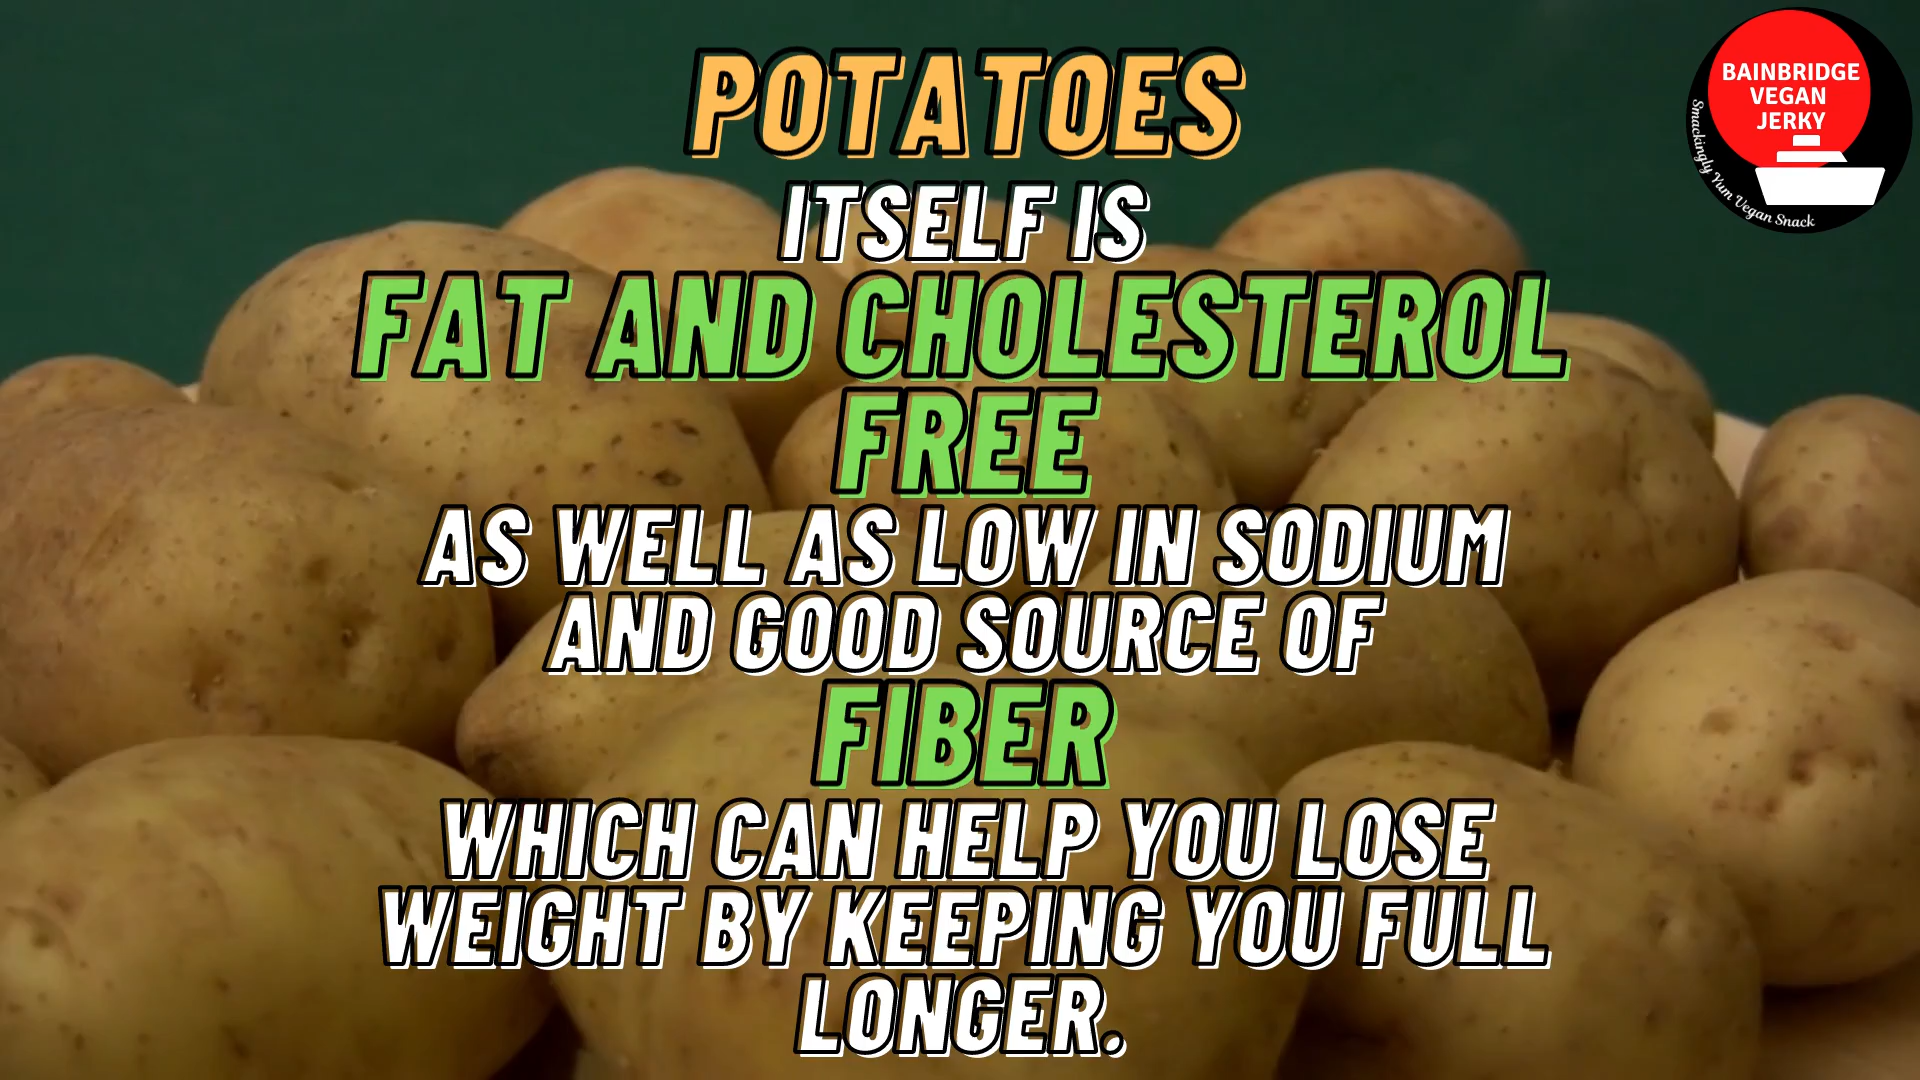 POTATOES
ITSELF IS
FAT AND CHOLESTEROL
FREE
AS WELL AS LOW IN SODIUM
AND GOOD SOURCE OF
FIBER
WHICH CAN HELP YOU LOSE
WEIGHT BY KEEPING YOU FULL
LONGER.
BAINBRIDGE
VEGAN
JERKY
Smackingly Yum Vegan Snack